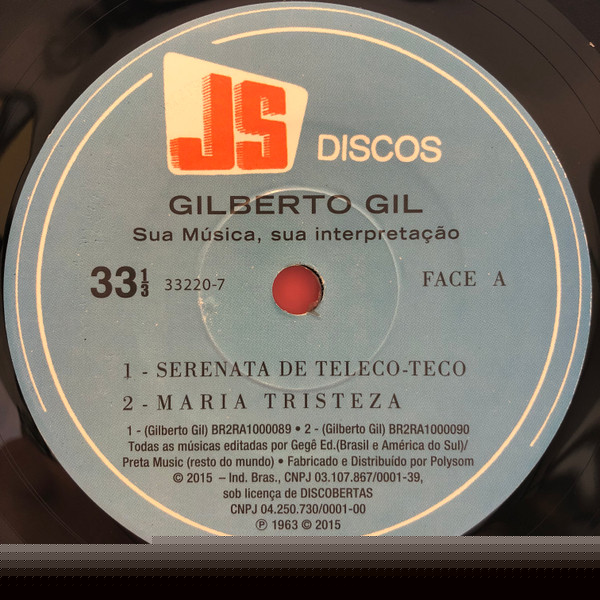 JS DISCOS
GILBERTO GIL
Sua Música, sua interpretação
33 1/3 33220-7 FACE A
1 - SERENATA DE TELECO-TECO
2 - MARIA TRISTEZA
1 - (Gilberto Gil) BR2RA1000089 • 2 - (Gilberto Gil) BR2RA1000090
Todas as músicas editadas por Gegê Ed.(Brasil e América do Sul)/
Preta Music (resto do mundo) • Fabricado e Distribuído por Polysom
© 2015 – Ind. Bras., CNPJ 03.107.867/0001-39,
sob licença de DISCOBERTAS
CNPJ 04.250.730/0001-00
℗ 1963 © 2015